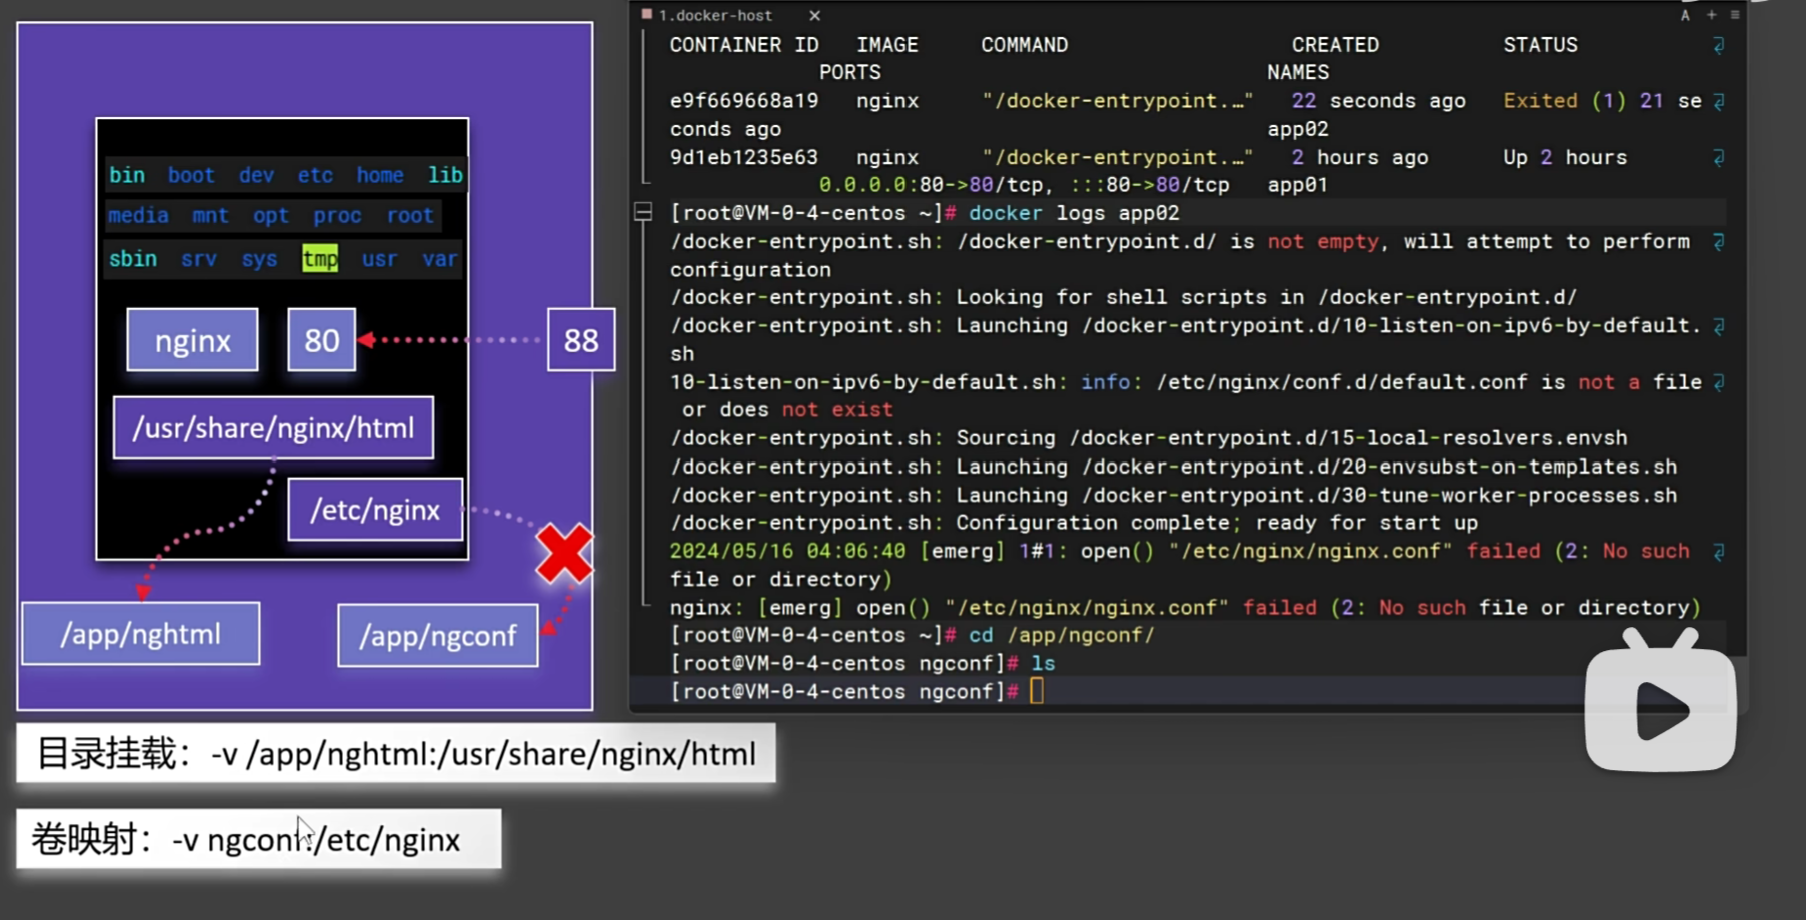 bin boot dev etc home lib
media mnt opt proc root
sbin srv sys tmp usr var
nginx 80 88
/usr/share/nginx/html
/etc/nginx
/app/nghtml /app/ngconf
目录挂载：-v /app/nghtml:/usr/share/nginx/html
卷映射：-v ngconf:/etc/nginx
1.docker-host
A
CONTAINER ID IMAGE COMMAND CREATED STATUS
PORTS NAMES
e9f669668a19 nginx "/docker-entrypoint.…" 22 seconds ago Exited (1) 21 se
conds ago app02
9d1eb1235e63 nginx "/docker-entrypoint.…" 2 hours ago Up 2 hours
0.0.0.0:80->80/tcp, :::80->80/tcp app01
[root@VM-0-4-centos ~]# docker logs app02
/docker-entrypoint.sh: /docker-entrypoint.d/ is not empty, will attempt to perform
configuration
/docker-entrypoint.sh: Looking for shell scripts in /docker-entrypoint.d/
/docker-entrypoint.sh: Launching /docker-entrypoint.d/10-listen-on-ipv6-by-default.
sh
10-listen-on-ipv6-by-default.sh: info: /etc/nginx/conf.d/default.conf is not a file
or does not exist
/docker-entrypoint.sh: Sourcing /docker-entrypoint.d/15-local-resolvers.envsh
/docker-entrypoint.sh: Launching /docker-entrypoint.d/20-envsubst-on-templates.sh
/docker-entrypoint.sh: Launching /docker-entrypoint.d/30-tune-worker-processes.sh
/docker-entrypoint.sh: Configuration complete; ready for start up
2024/05/16 04:06:40 [emerg] 1#1: open() "/etc/nginx/nginx.conf" failed (2: No such
file or directory)
nginx: [emerg] open() "/etc/nginx/nginx.conf" failed (2: No such file or directory)
[root@VM-0-4-centos ~]# cd /app/ngconf/
[root@VM-0-4-centos ngconf]# ls
[root@VM-0-4-centos ngconf]#